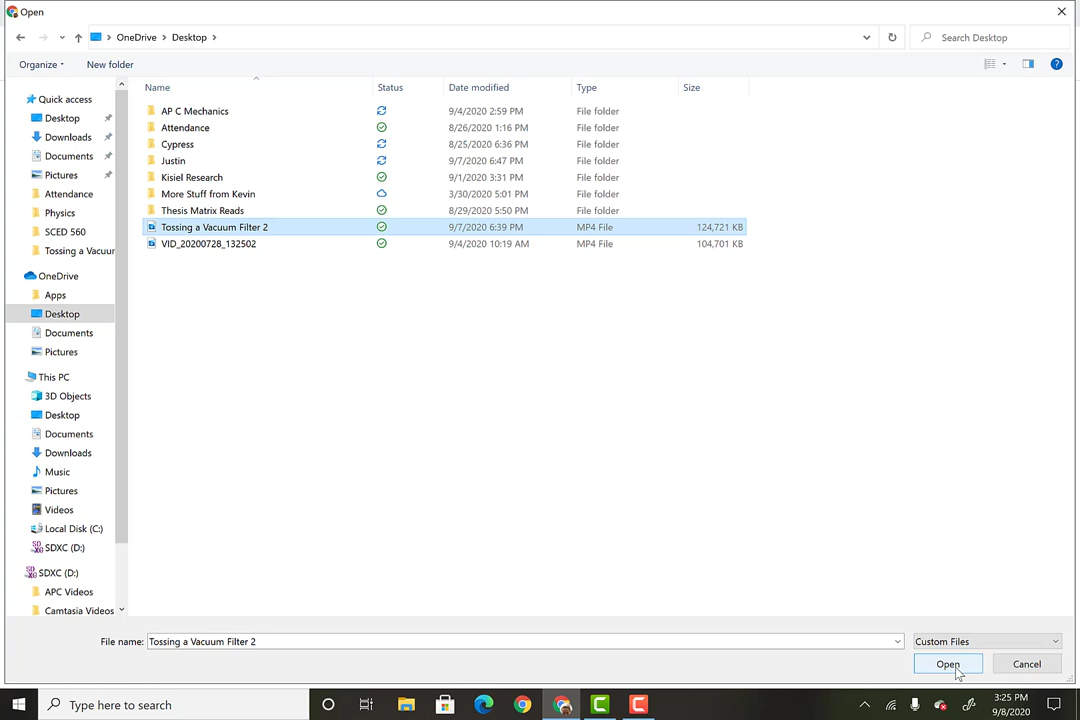 Open
OneDrive > Desktop >
Search Desktop
Organize
New folder
Name Status Date modified Type Size
AP C Mechanics 9/4/2020 2:59 PM File folder
Attendance 8/26/2020 1:16 PM File folder
Cypress 8/25/2020 6:36 PM File folder
Justin 9/7/2020 6:47 PM File folder
Kisiel Research 9/1/2020 3:31 PM File folder
More Stuff from Kevin 3/30/2020 5:01 PM File folder
Thesis Matrix Reads 8/29/2020 5:50 PM File folder
Tossing a Vacuum Filter 2 9/7/2020 6:39 PM MP4 File 124,721 KB
VID_20200728_132502 9/4/2020 10:19 AM MP4 File 104,701 KB
Quick access
Desktop
Downloads
Documents
Pictures
Attendance
Physics
SCED 560
Tossing a Vacuum
OneDrive
Apps
Desktop
Documents
Pictures
This PC
3D Objects
Desktop
Documents
Downloads
Music
Pictures
Videos
Local Disk (C:)
SDXC (D:)
SDXC (D:)
APC Videos
Camtasia Videos
File name: Tossing a Vacuum Filter 2
Custom Files
Open
Cancel
Type here to search
3:25 PM
9/8/2020